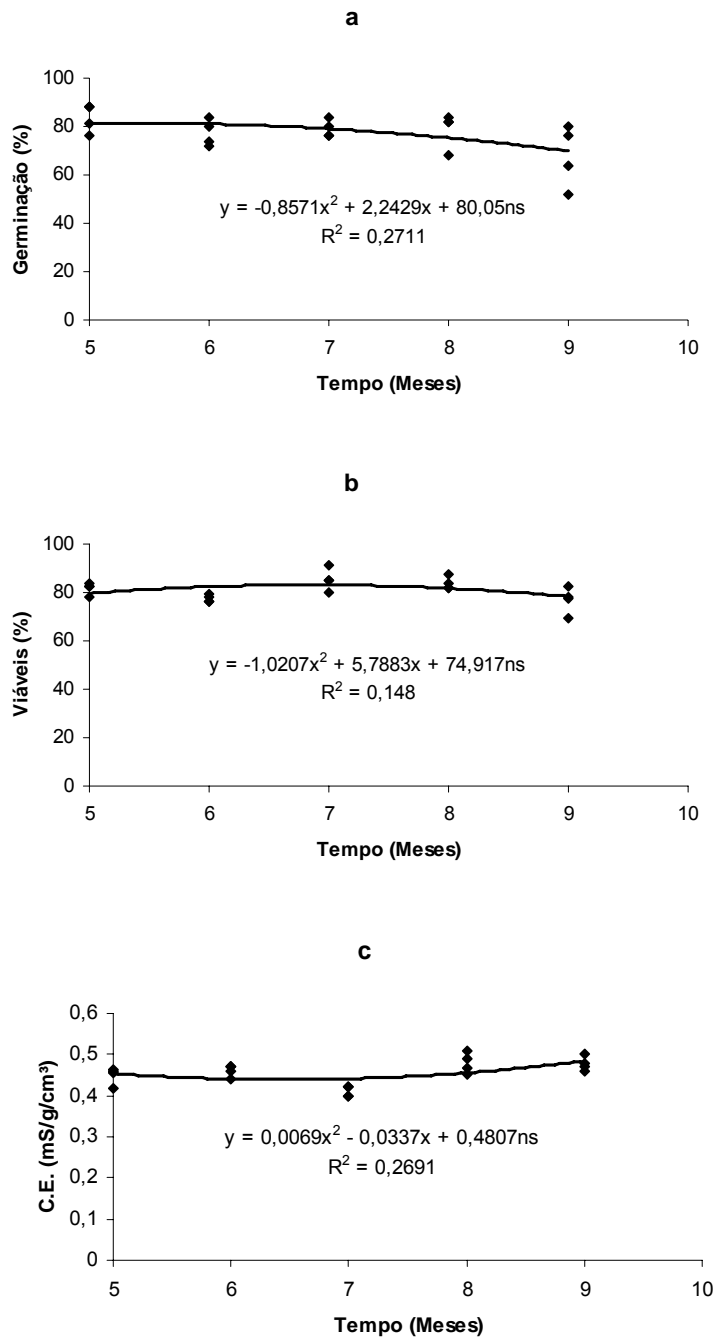 a
100
80
60
40
20
0
Germinação (%)
y = -0,8571x² + 2,2429x + 80,05ns
R² = 0,2711
5 6 7 8 9 10
Tempo (Meses)
b
100
80
60
40
20
0
Viáveis (%)
y = -1,0207x² + 5,7883x + 74,917ns
R² = 0,148
5 6 7 8 9 10
Tempo (Meses)
c
0,6
0,5
0,4
0,3
0,2
0,1
0
C.E. (mS/g/cm³)
y = 0,0069x² - 0,0337x + 0,4807ns
R² = 0,2691
5 6 7 8 9 10
Tempo (Meses)